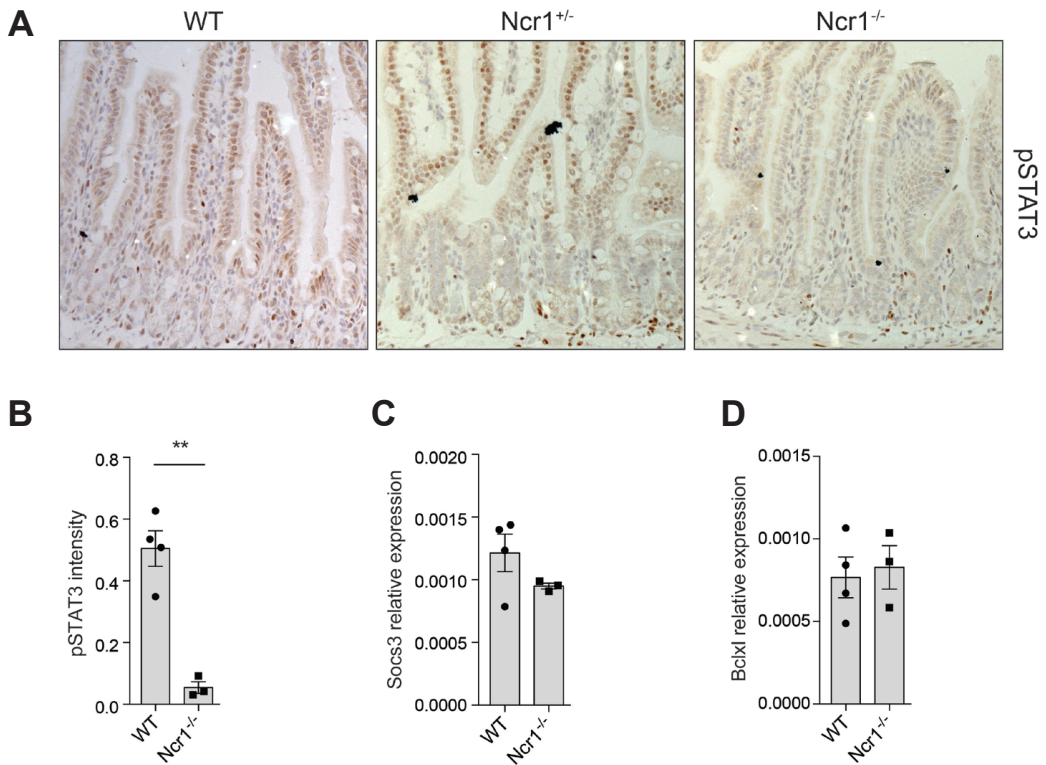 A
WT
Ncr1+/-
Ncr1-/-
pSTAT3
B
**
0.8
0.6
0.4
0.2
0.0
pSTAT3 intensity
WT
Ncr1-/-
C
0.0020
0.0015
0.0010
0.0005
0.0000
Socs3 relative expression
WT
Ncr1-/-
D
0.0015
0.0010
0.0005
0.0000
Bclxl relative expression
WT
Ncr1-/-